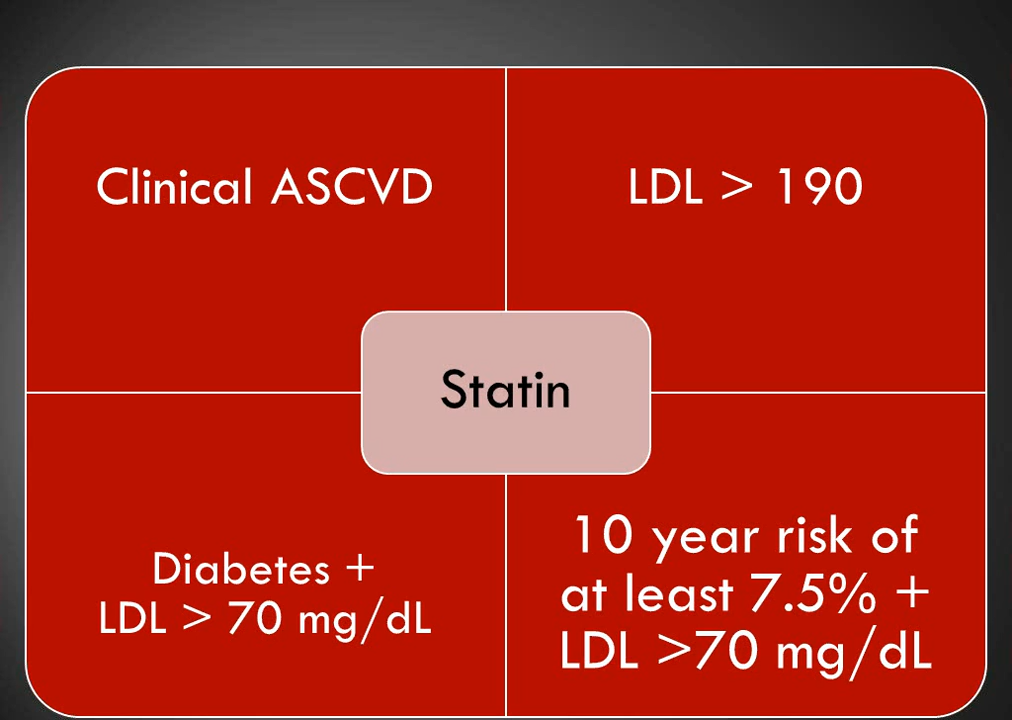 Clinical ASCVD
LDL > 190
Statin
Diabetes +
LDL > 70 mg/dL
10 year risk of
at least 7.5% +
LDL >70 mg/dL